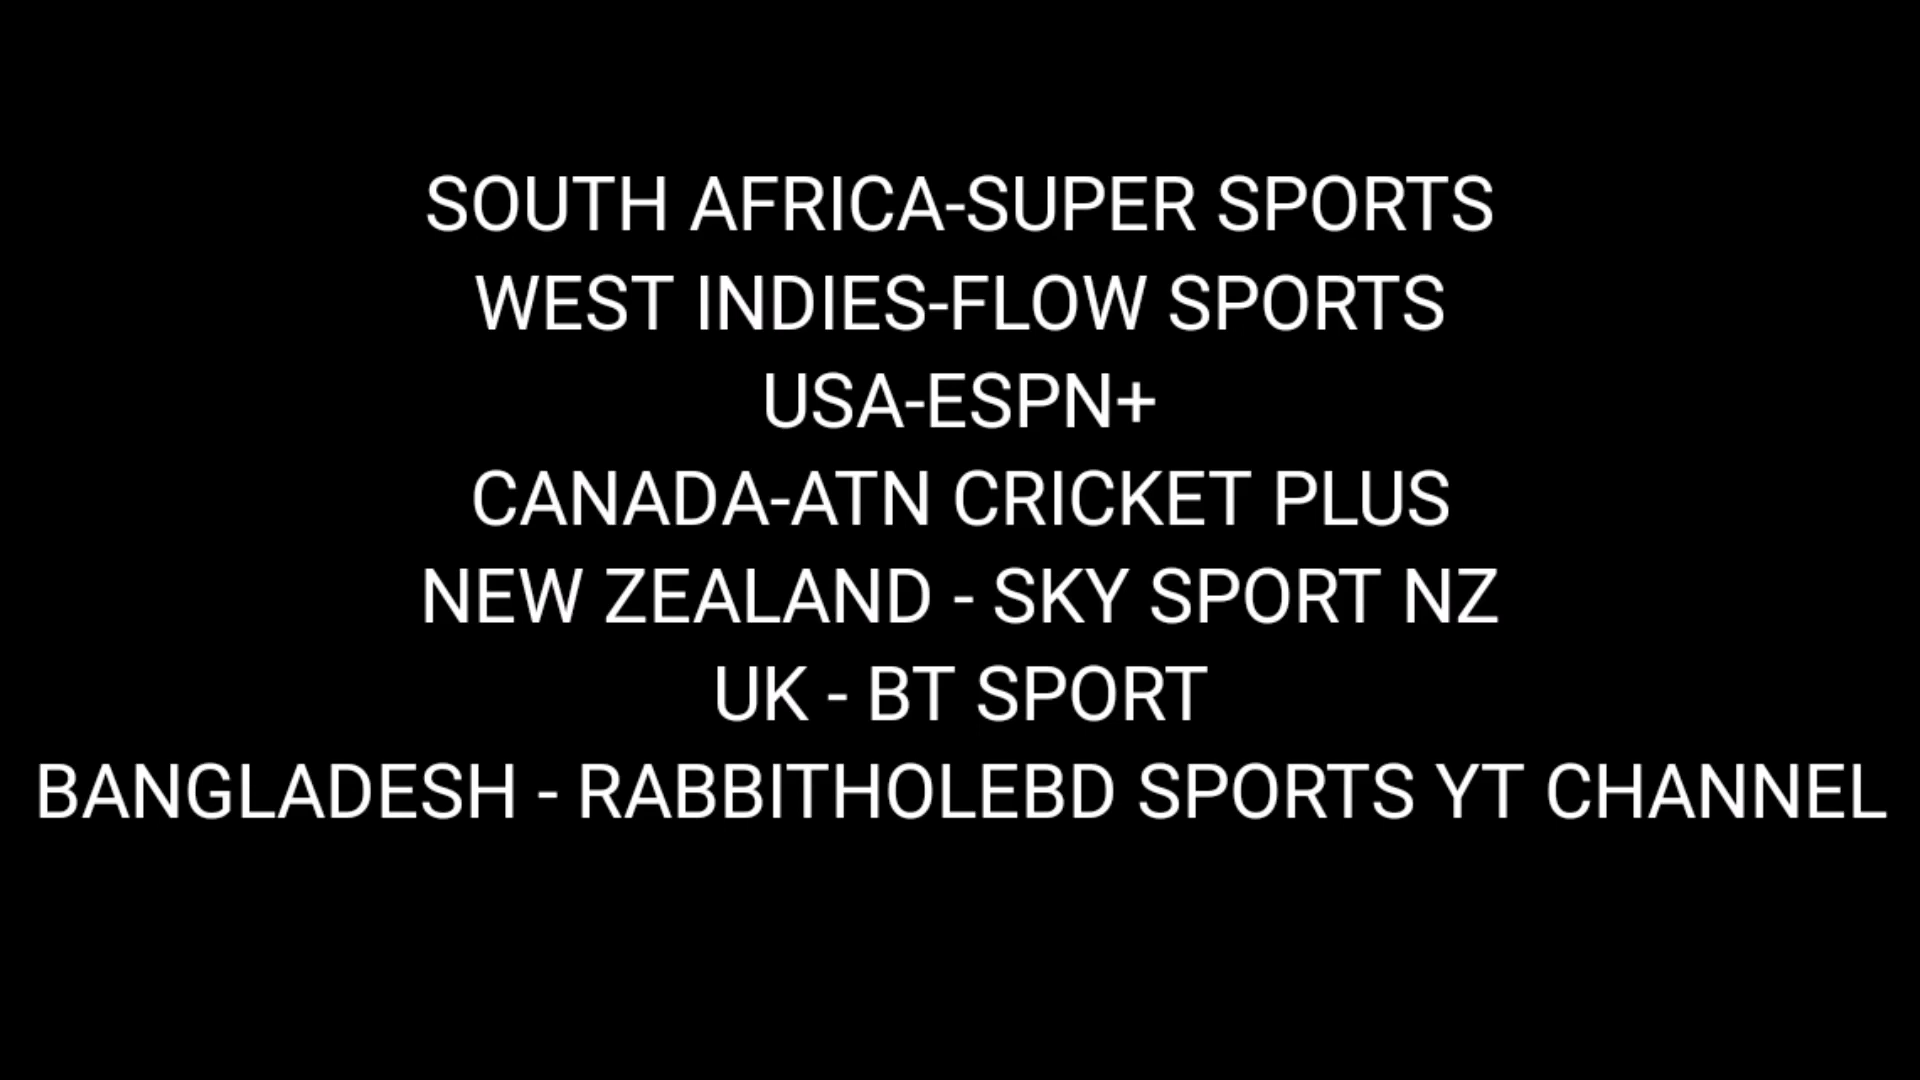 SOUTH AFRICA-SUPER SPORTS
WEST INDIES-FLOW SPORTS
USA-ESPN+
CANADA-ATN CRICKET PLUS
NEW ZEALAND - SKY SPORT NZ
UK - BT SPORT
BANGLADESH - RABBITHOLEBD SPORTS YT CHANNEL